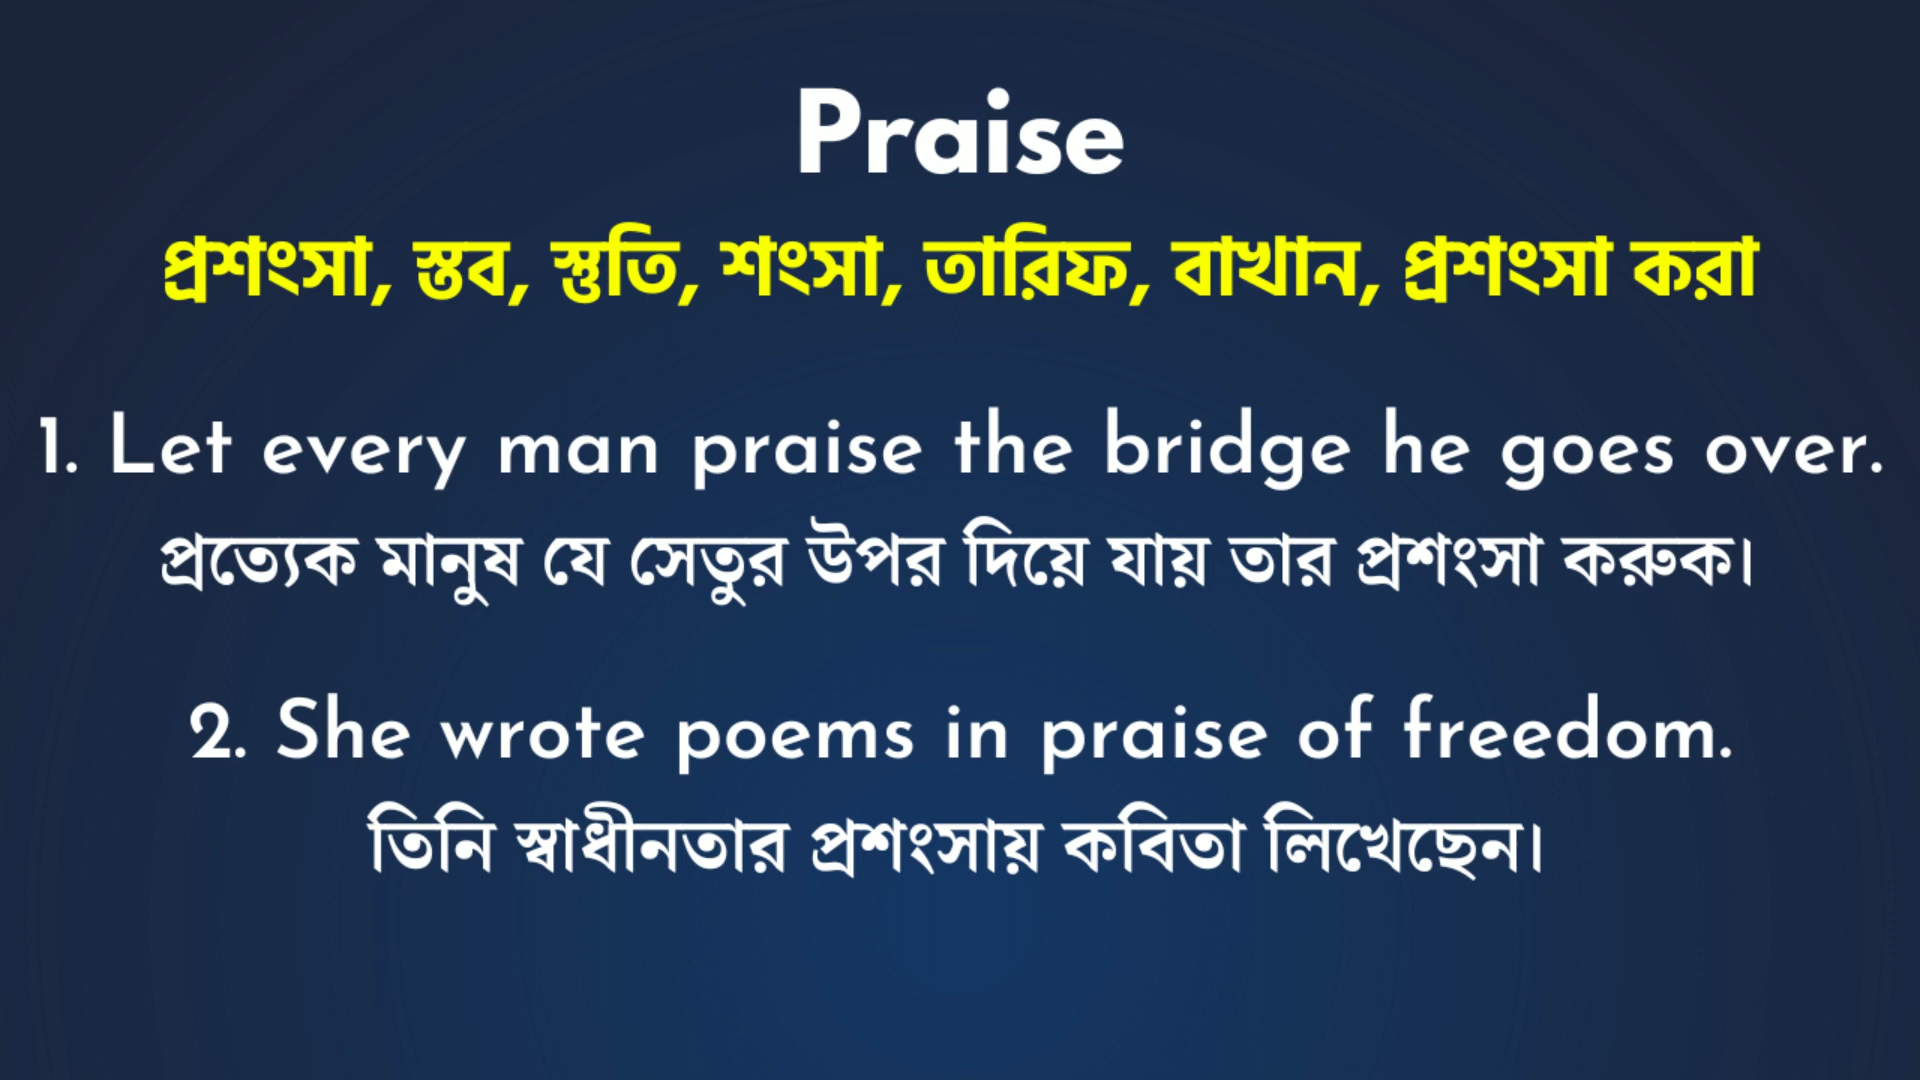 Praise
প্রশংসা, স্তব, স্তুতি, শংসা, তারিফ, বাখান, প্রশংসা করা
1. Let every man praise the bridge he goes over.
প্রত্যেক মানুষ যে সেতুর উপর দিয়ে যায় তার প্রশংসা করুক।
2. She wrote poems in praise of freedom.
তিনি স্বাধীনতার প্রশংসায় কবিতা লিখেছেন।